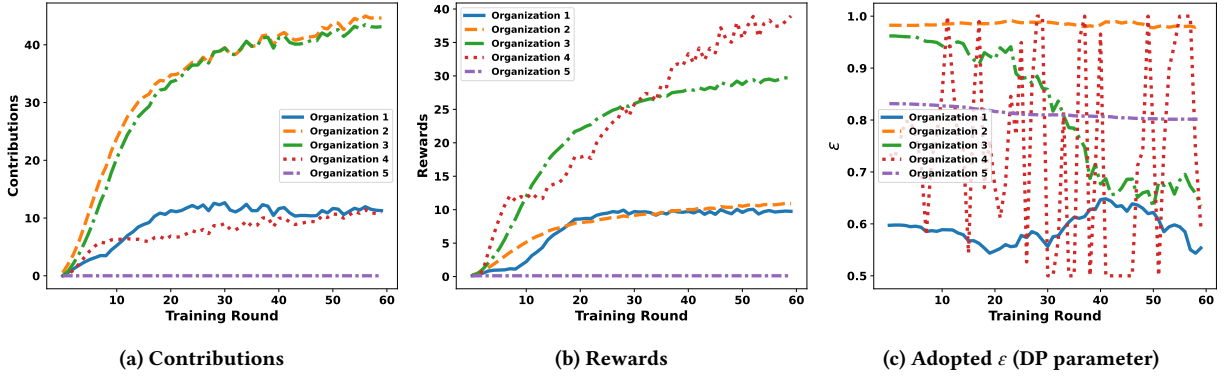 40
30
20
10
0
Contributions
Organization 1
Organization 2
Organization 3
Organization 4
Organization 5
10 20 30 40 50 60
Training Round
(a) Contributions
40
35
30
25
20
15
10
5
0
Rewards
Organization 1
Organization 2
Organization 3
Organization 4
Organization 5
10 20 30 40 50 60
Training Round
(b) Rewards
1.0
0.9
0.8
0.7
0.6
0.5
ε
Organization 1
Organization 2
Organization 3
Organization 4
Organization 5
10 20 30 40 50 60
Training Round
(c) Adopted ε (DP parameter)